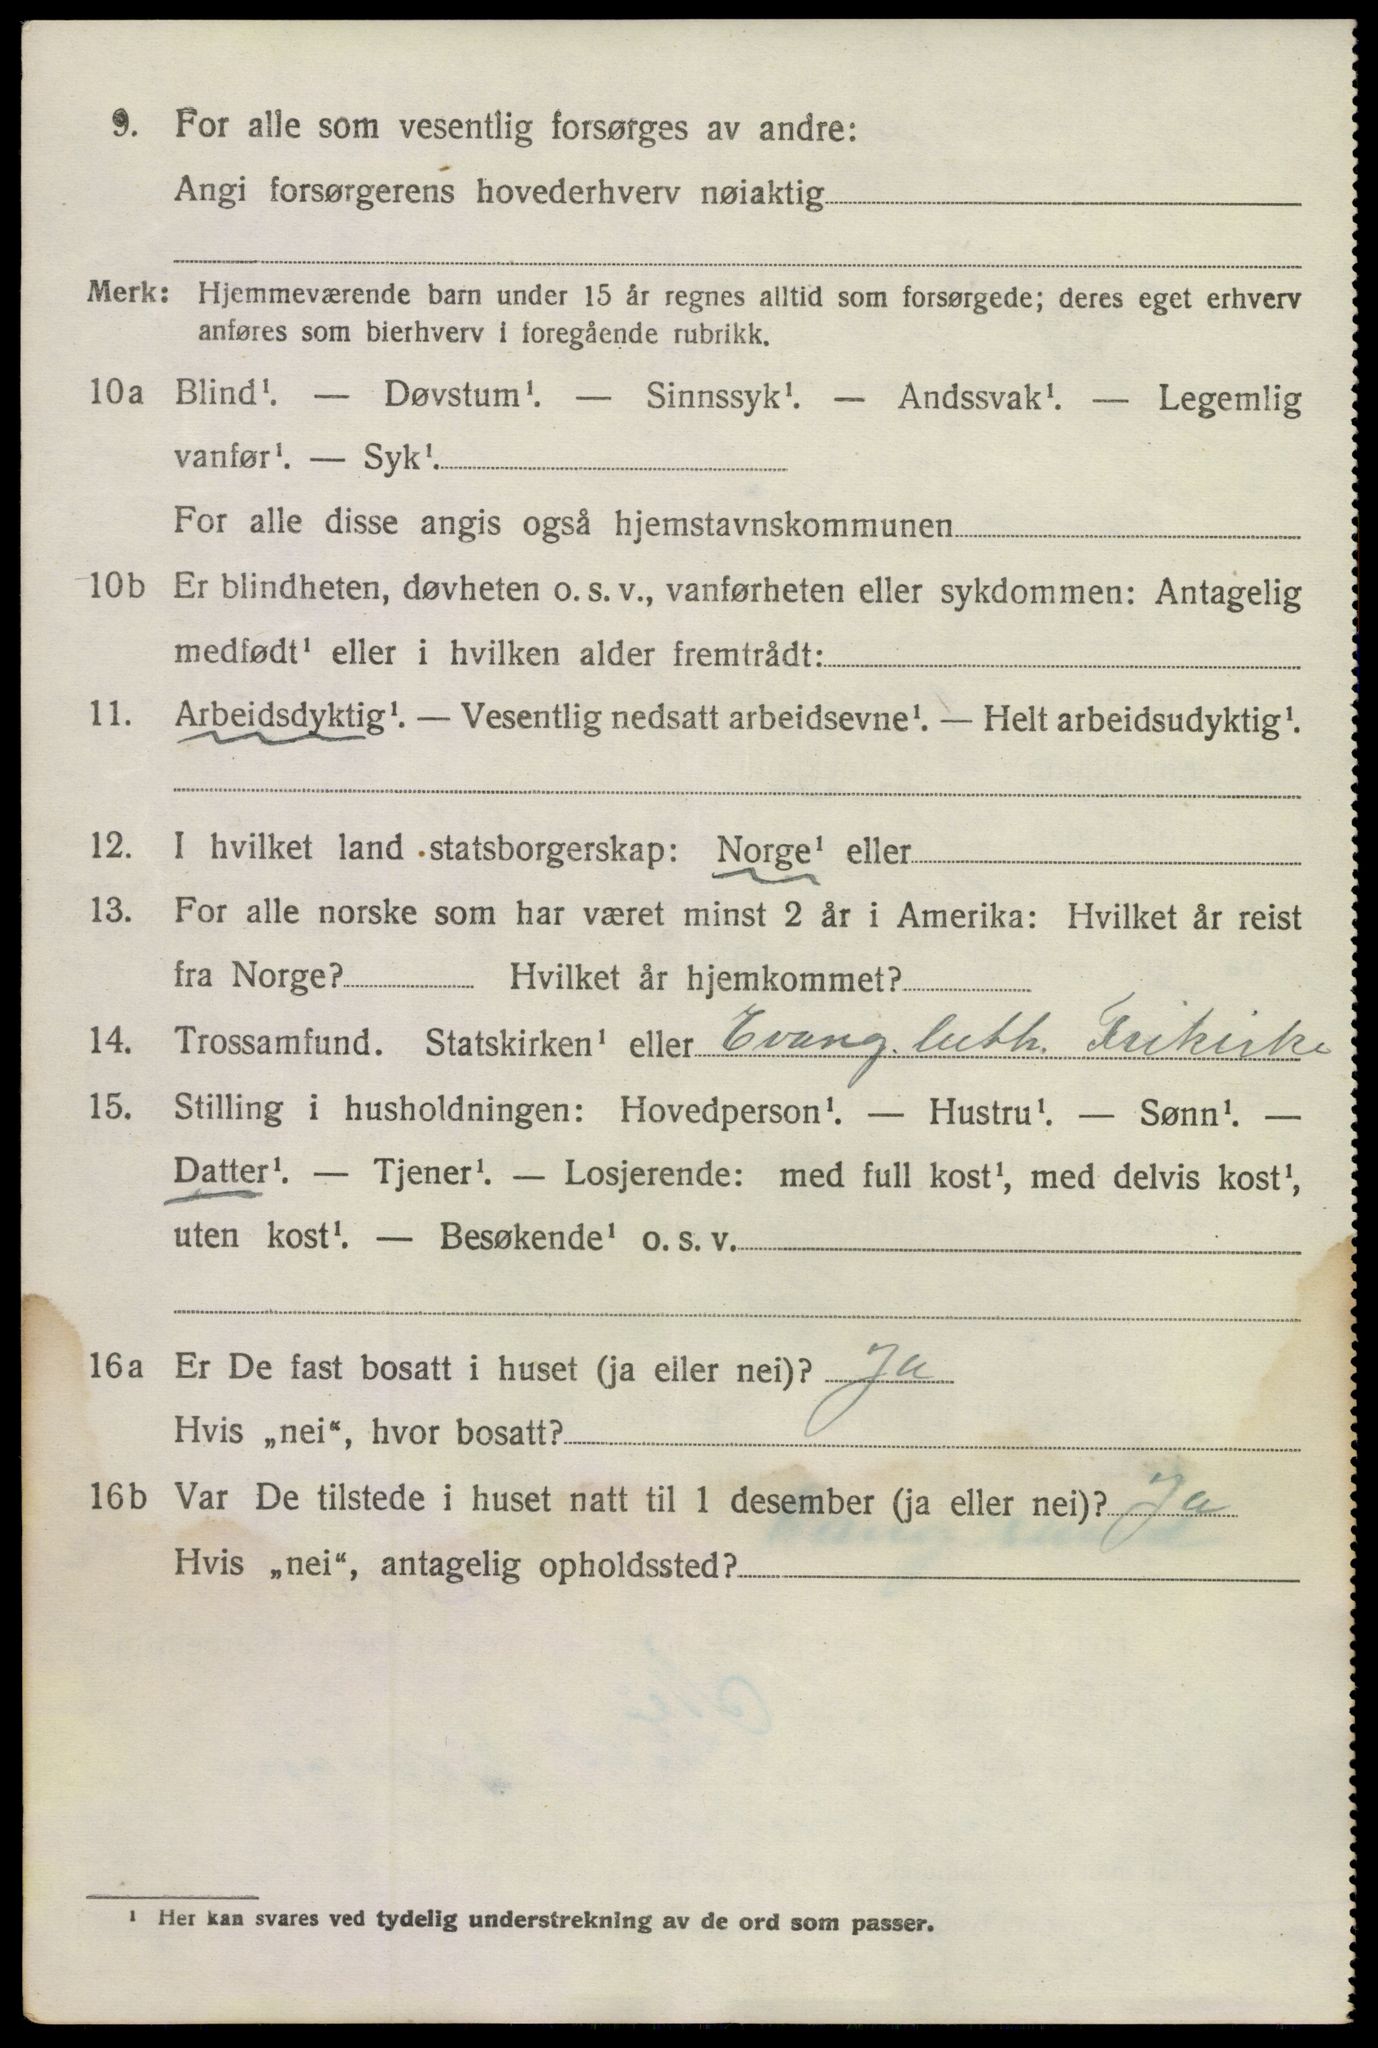 9. For alle som vesentlig forsørges av andre:
Angi forsørgerens hovederhverv nøiaktig
Merk: Hjemmeværende barn under 15 år regnes alltid som forsørgede; deres eget erhverv
anføres som bierhverv i foregående rubrikk.
10a Blind¹. — Døvstum¹. — Sinnssyk¹. — Andssvak¹. — Legemlig
vanfør¹. — Syk¹.
For alle disse angis også hjemstavnskommunen
10b Er blindheten, døvheten o. s. v., vanførheten eller sykdommen: Antagelig
medfødt¹ eller i hvilken alder fremtrådt:
11. Arbeidsdyktig¹. — Vesentlig nedsatt arbeidsevne¹. — Helt arbeidsudyktig¹.
12. I hvilket land statsborgerskap: Norge¹ eller
13. For alle norske som har været minst 2 år i Amerika: Hvilket år reist
fra Norge? Hvilket år hjemkommet?
14. Trossamfund. Statskirken¹ eller Evang. luth. Frikirke
15. Stilling i husholdningen: Hovedperson¹. — Hustru¹. — Sønn¹. —
Datter¹. — Tjener¹. — Losjerende: med full kost¹, med delvis kost¹,
uten kost¹. — Besøkende¹ o. s. v.
16a Er De fast bosatt i huset (ja eller nei)? Ja
Hvis „nei“, hvor bosatt?
16b Var De tilstede i huset natt til 1 desember (ja eller nei)? Ja
Hvis „nei“, antagelig opholdssted?
¹ Her kan svares ved tydelig understrekning av de ord som passer.